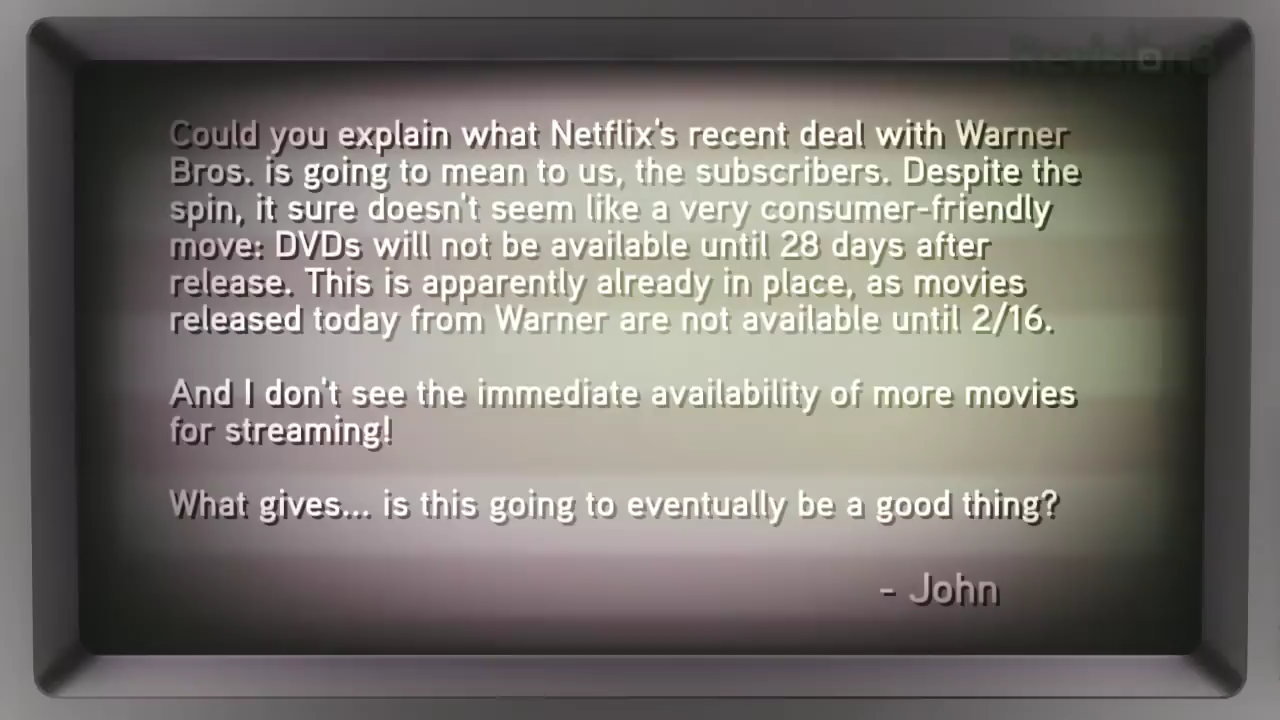 Could you explain what Netflix's recent deal with Warner
Bros. is going to mean to us, the subscribers. Despite the
spin, it sure doesn't seem like a very consumer-friendly
move: DVDs will not be available until 28 days after
release. This is apparently already in place, as movies
released today from Warner are not available until 2/16.
And I don't see the immediate availability of more movies
for streaming!
What gives... is this going to eventually be a good thing?
- John